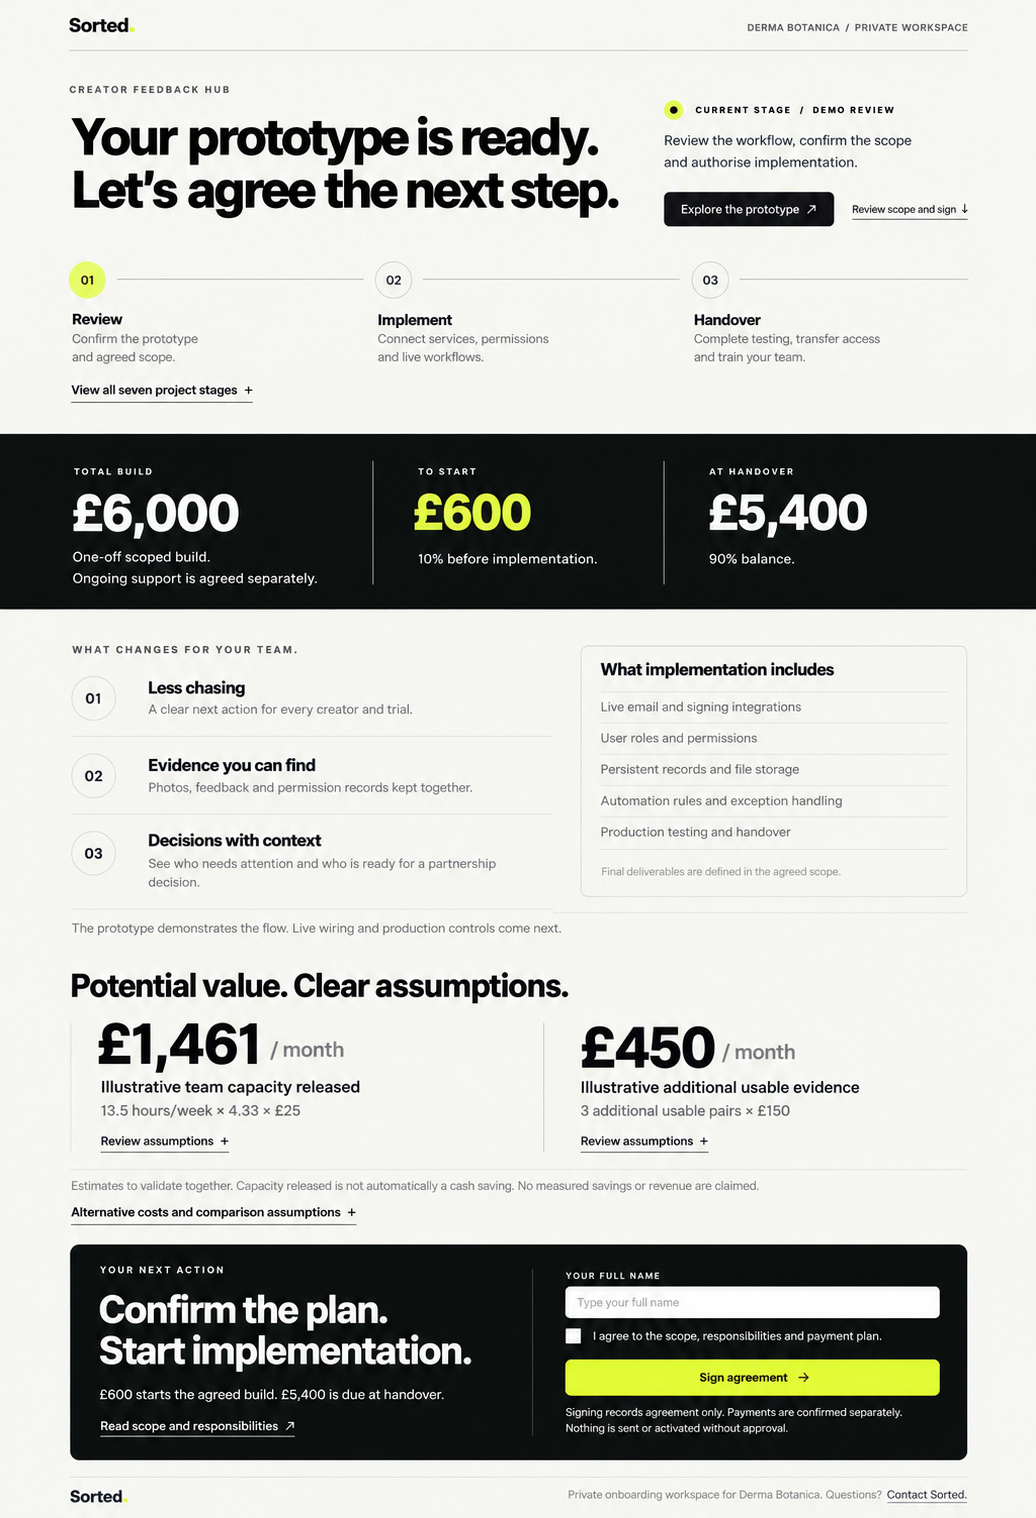 Sorted.
DERMA BOTANICA / PRIVATE WORKSPACE
CREATOR FEEDBACK HUB
Your prototype is ready.
Let's agree the next step.
CURRENT STAGE / DEMO REVIEW
Review the workflow, confirm the scope
and authorise implementation.
Explore the prototype ↗
Review scope and sign ↓
01
Review
Confirm the prototype
and agreed scope.
02
Implement
Connect services, permissions
and live workflows.
03
Handover
Complete testing, transfer access
and train your team.
View all seven project stages +
TOTAL BUILD
£6,000
One-off scoped build.
Ongoing support is agreed separately.
TO START
£600
10% before implementation.
AT HANDOVER
£5,400
90% balance.
WHAT CHANGES FOR YOUR TEAM.
01
Less chasing
A clear next action for every creator and trial.
02
Evidence you can find
Photos, feedback and permission records kept together.
03
Decisions with context
See who needs attention and who is ready for a partnership
decision.
What implementation includes
Live email and signing integrations
User roles and permissions
Persistent records and file storage
Automation rules and exception handling
Production testing and handover
Final deliverables are defined in the agreed scope.
The prototype demonstrates the flow. Live wiring and production controls come next.
Potential value. Clear assumptions.
£1,461 / month
Illustrative team capacity released
13.5 hours/week × 4.33 × £25
Review assumptions +
£450 / month
Illustrative additional usable evidence
3 additional usable pairs × £150
Review assumptions +
Estimates to validate together. Capacity released is not automatically a cash saving. No measured savings or revenue are claimed.
Alternative costs and comparison assumptions +
YOUR NEXT ACTION
Confirm the plan.
Start implementation.
£600 starts the agreed build. £5,400 is due at handover.
Read scope and responsibilities ↗
YOUR FULL NAME
Type your full name
I agree to the scope, responsibilities and payment plan.
Sign agreement →
Signing records agreement only. Payments are confirmed separately.
Nothing is sent or activated without approval.
Sorted.
Private onboarding workspace for Derma Botanica. Questions? Contact Sorted.